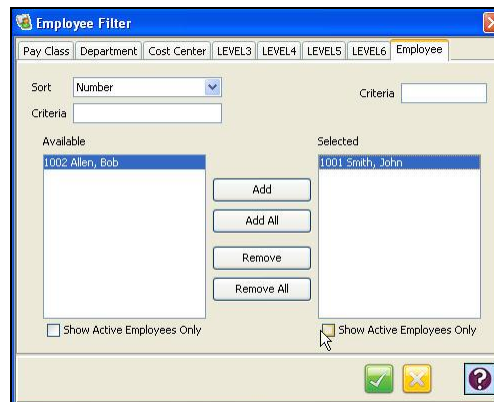 Employee Filter
Pay Class Department Cost Center LEVEL3 LEVEL4 LEVEL5 LEVEL6 Employee
Sort Number Criteria
Criteria
Available Selected
1002 Allen, Bob 1001 Smith, John
Add
Add All
Remove
Remove All
Show Active Employees Only Show Active Employees Only
?